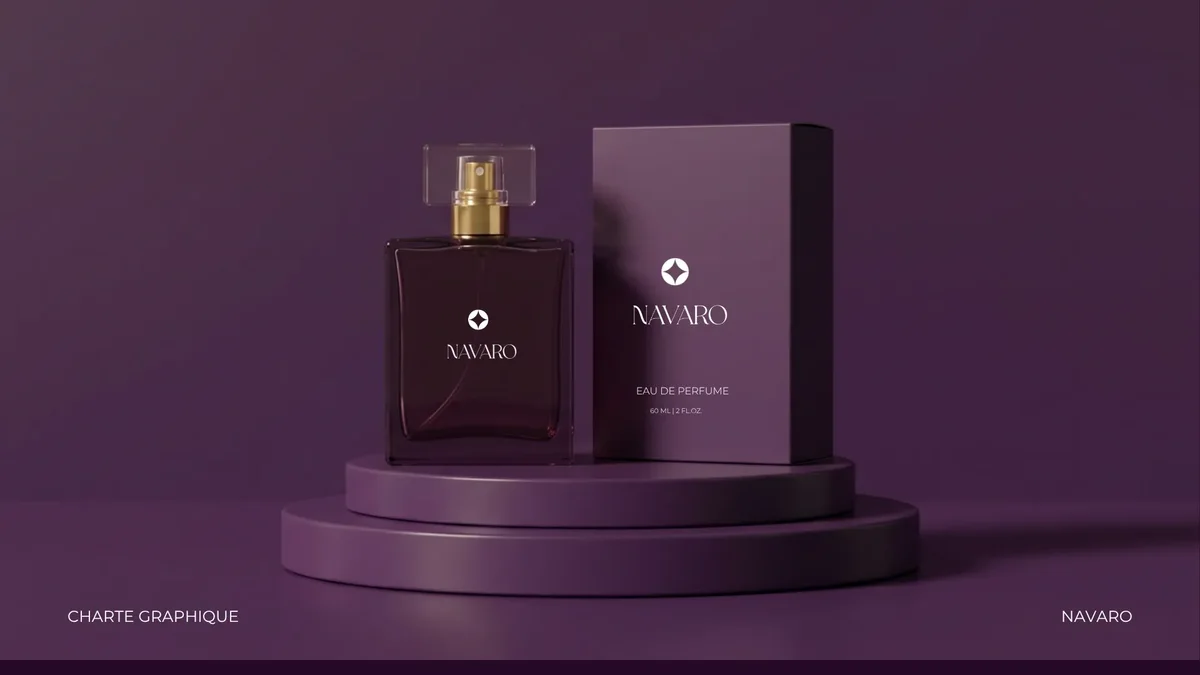 NAVARO
NAVARO
EAU DE PERFUME
60 ML | 2 FL.OZ.
CHARTE GRAPHIQUE
NAVARO